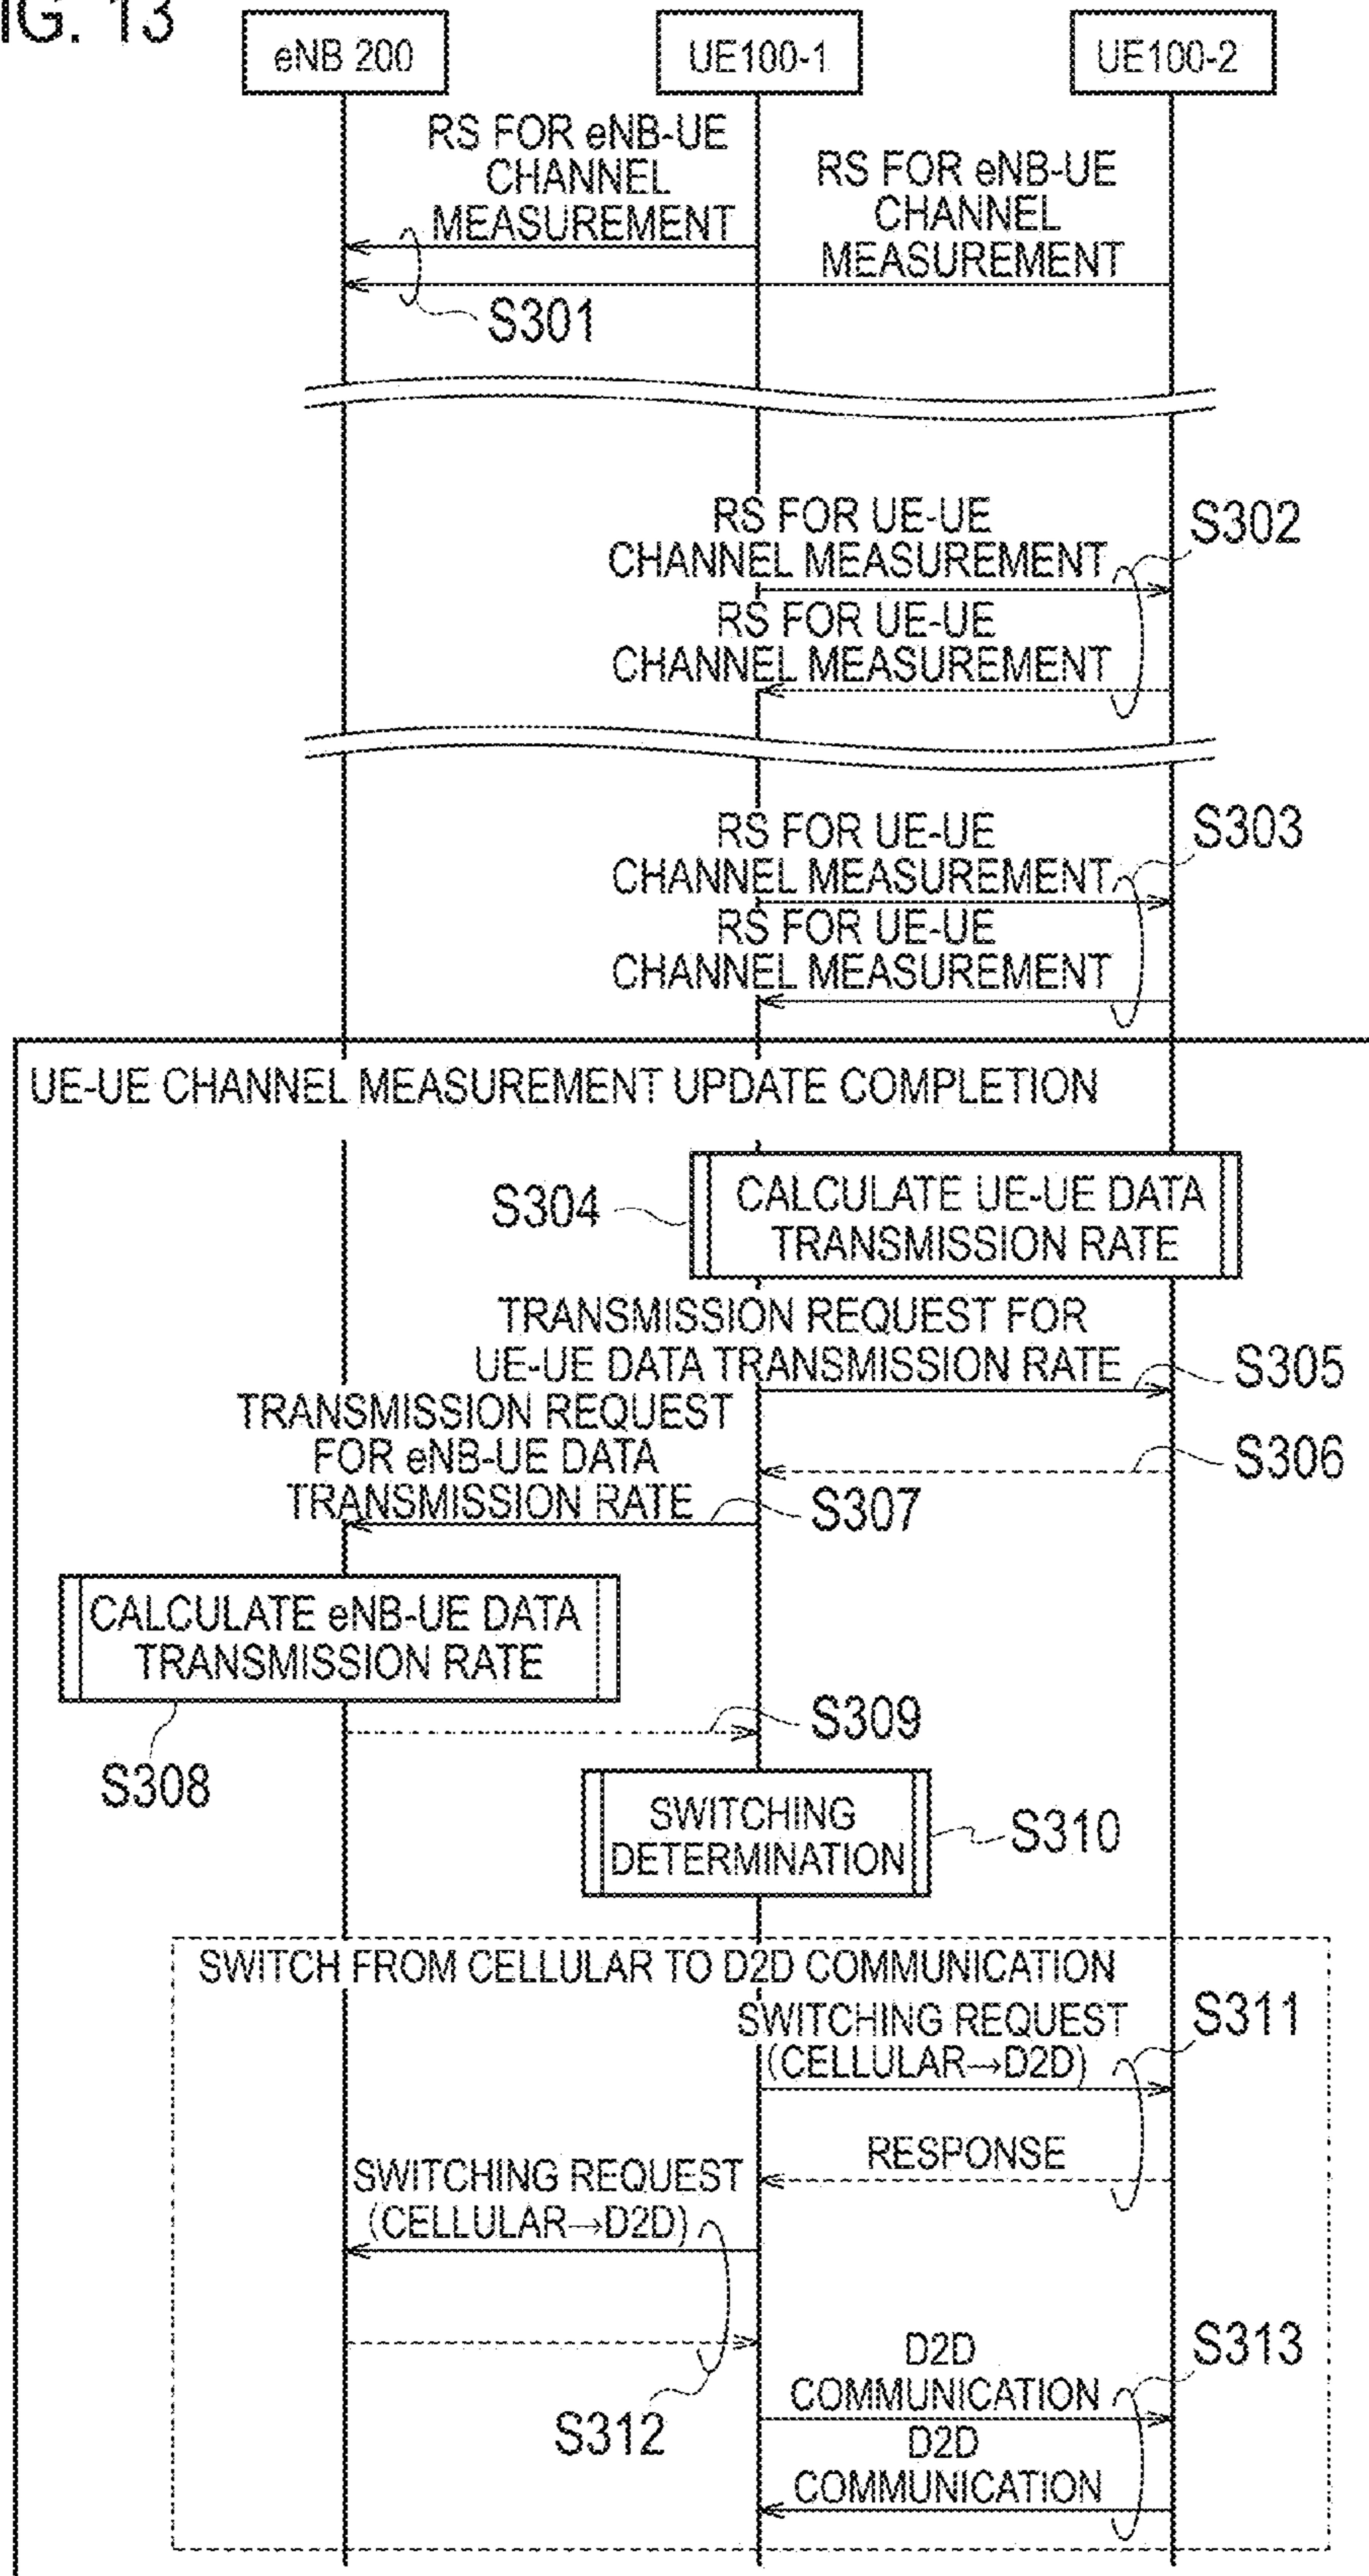 IG. 13
eNB 200
UE100-1
UE100-2
RS FOR eNB-UE
CHANNEL
MEASUREMENT
RS FOR eNB-UE
CHANNEL
MEASUREMENT
S301
RS FOR UE-UE
CHANNEL MEASUREMENT
S302
RS FOR UE-UE
CHANNEL MEASUREMENT
RS FOR UE-UE
CHANNEL MEASUREMENT
S303
RS FOR UE-UE
CHANNEL MEASUREMENT
UE-UE CHANNEL MEASUREMENT UPDATE COMPLETION
S304
CALCULATE UE-UE DATA
TRANSMISSION RATE
TRANSMISSION REQUEST FOR
UE-UE DATA TRANSMISSION RATE
S305
TRANSMISSION REQUEST
FOR eNB-UE DATA
TRANSMISSION RATE
S306
S307
CALCULATE eNB-UE DATA
TRANSMISSION RATE
S308
S309
SWITCHING
DETERMINATION
S310
SWITCH FROM CELLULAR TO D2D COMMUNICATION
SWITCHING REQUEST
(CELLULAR→D2D)
S311
RESPONSE
SWITCHING REQUEST
(CELLULAR→D2D)
S312
D2D
COMMUNICATION
S313
D2D
COMMUNICATION